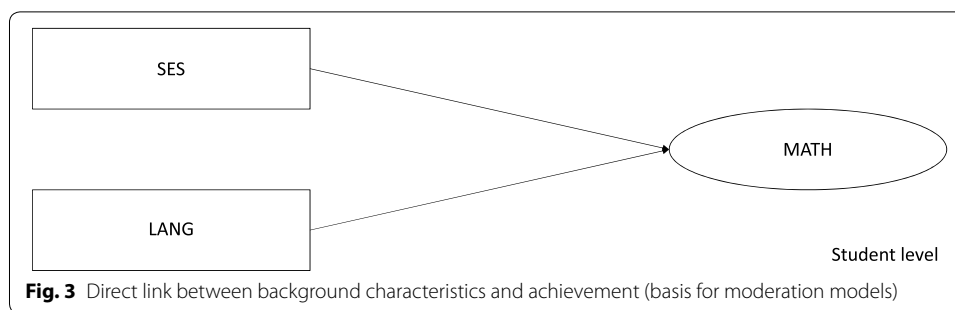 SES
MATH
LANG
Student level
Fig. 3 Direct link between background characteristics and achievement (basis for moderation models)